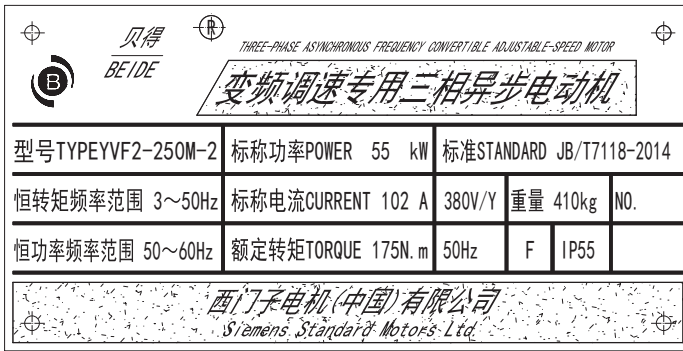 贝得 ®
THREE-PHASE ASYNCHRONOUS FREQUENCY CONVERTIBLE ADJUSTABLE-SPEED MOTOR
B BEIDE
变频调速专用三相异步电动机
型号TYPEYVF2-250M-2 标称功率POWER 55 kW 标准STANDARD JB/T7118-2014
恒转矩频率范围 3~50Hz 标称电流CURRENT 102 A 380V/Y 重量 410kg NO.
恒功率频率范围 50~60Hz 额定转矩TORQUE 175N.m 50Hz F IP55
西门子电机(中国)有限公司
Siemens Standard Motors Ltd.